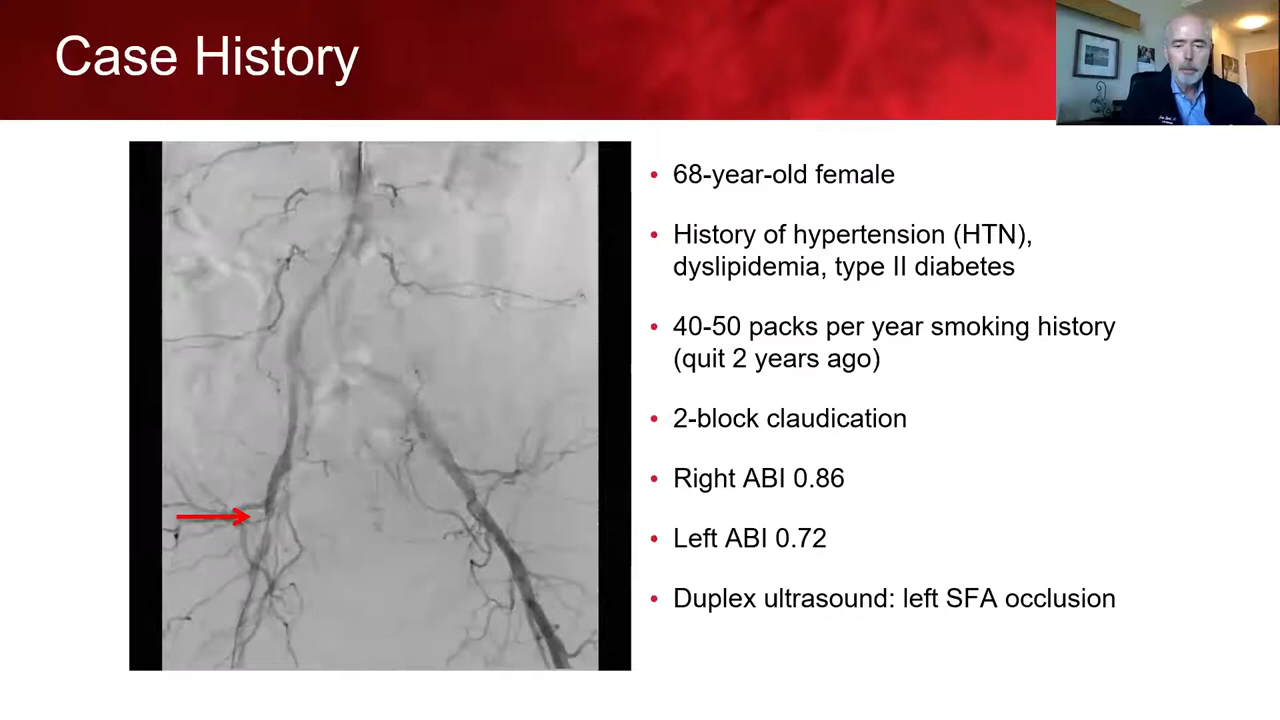 Case History
• 68-year-old female
• History of hypertension (HTN),
dyslipidemia, type II diabetes
• 40-50 packs per year smoking history
(quit 2 years ago)
• 2-block claudication
• Right ABI 0.86
• Left ABI 0.72
• Duplex ultrasound: left SFA occlusion